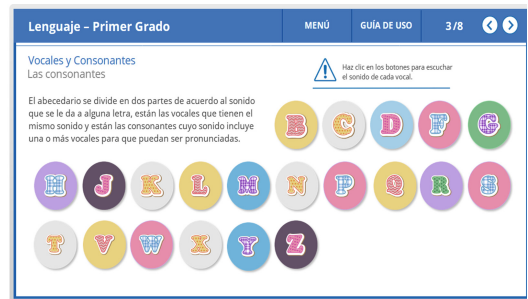 Lenguaje – Primer Grado
MENÚ
GUÍA DE USO
3/8
Vocales y Consonantes
Las consonantes
Haz clic en los botones para escuchar
el sonido de cada vocal.
El abecedario se divide en dos partes de acuerdo al sonido
que se le da a alguna letra, están las vocales que tienen el
mismo sonido y están las consonantes cuyo sonido incluye
una o más vocales para que puedan ser pronunciadas.
B C D F G
H J K L M N P Q R S
T V W X Y Z